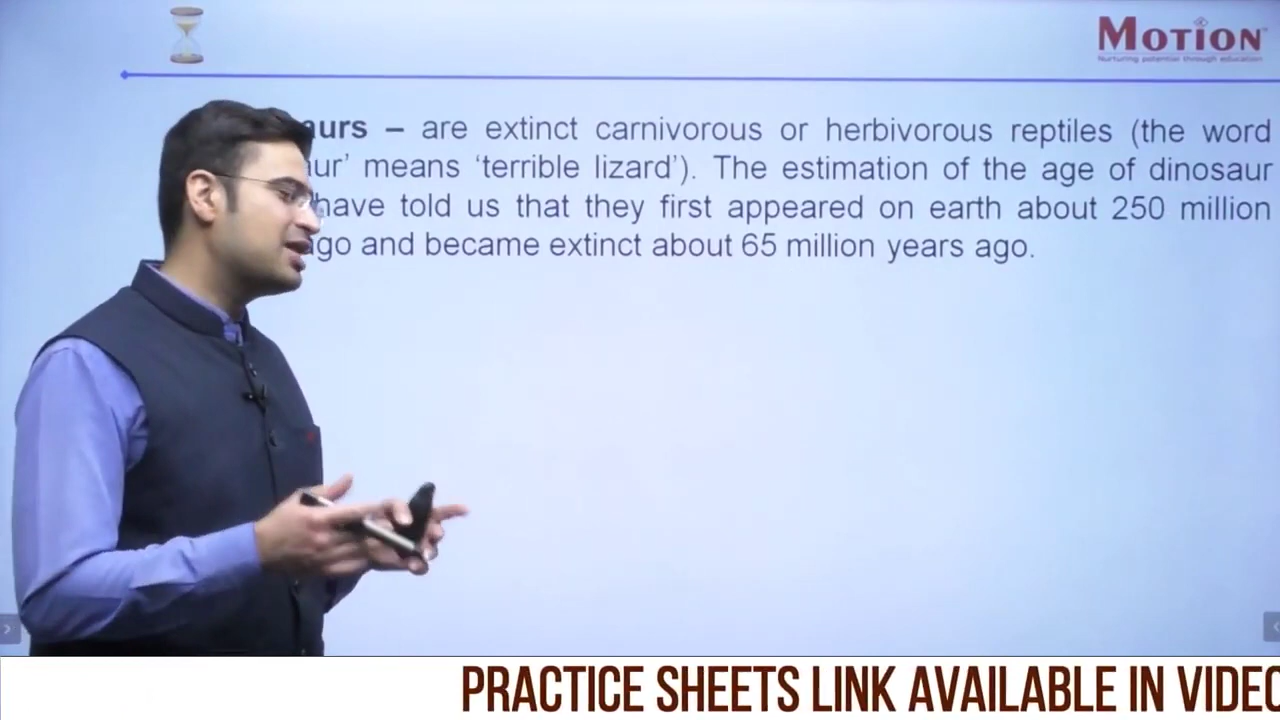 MOTION
Nurturing potential through education
aurs – are extinct carnivorous or herbivorous reptiles (the word
ur’ means ‘terrible lizard’). The estimation of the age of dinosaur
have told us that they first appeared on earth about 250 million
ago and became extinct about 65 million years ago.
PRACTICE SHEETS LINK AVAILABLE IN VIDEO